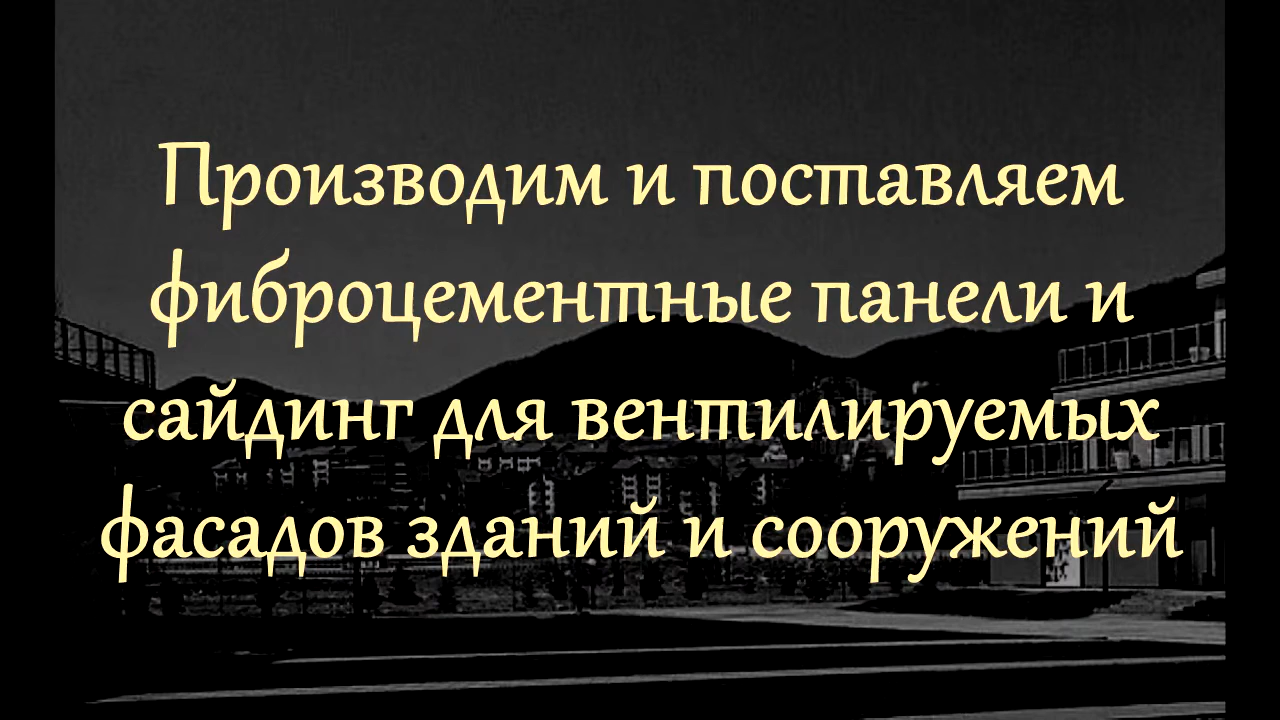 Производим и поставляем
фиброцементные панели и
сайдинг для вентилируемых
фасадов зданий и сооружений